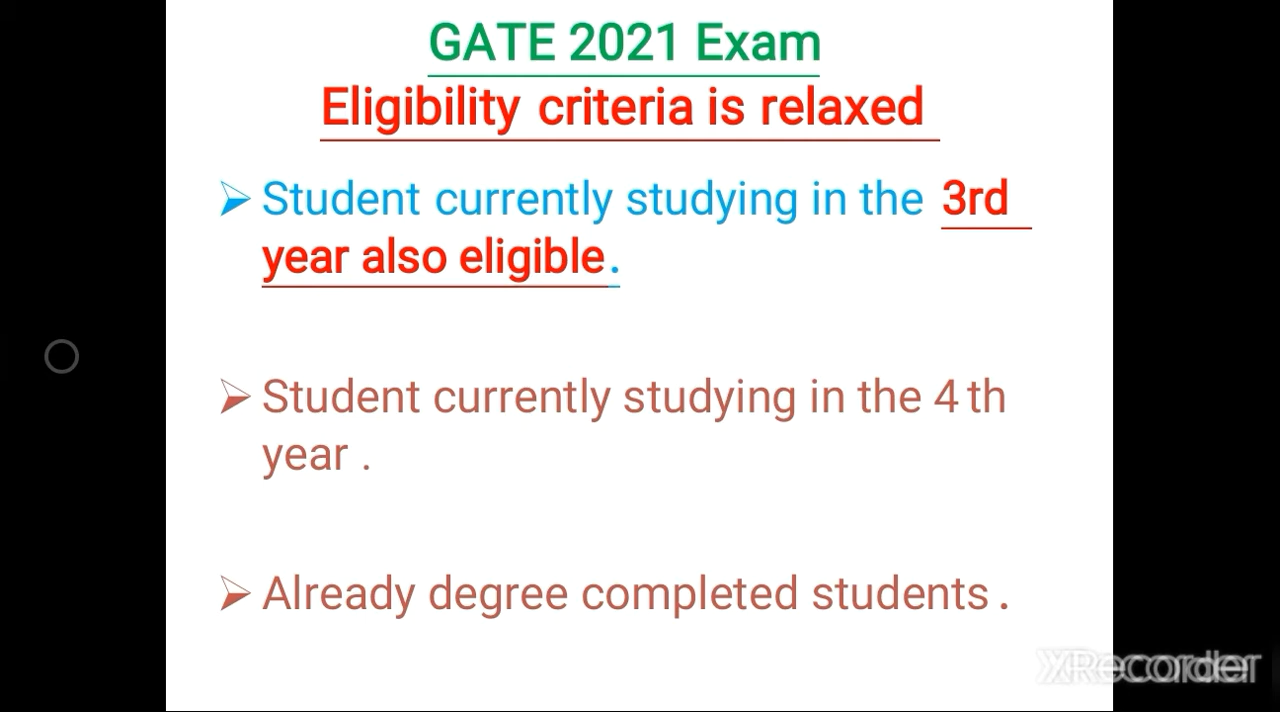 GATE 2021 Exam
Eligibility criteria is relaxed
Student currently studying in the 3rd
year also eligible.
Student currently studying in the 4 th
year .
Already degree completed students .
XRecorder